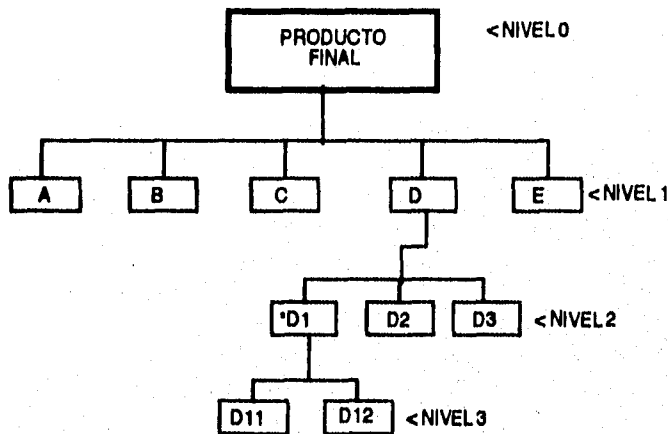 PRODUCTO
FINAL
<NIVEL 0
A
B
C
D
E
<NIVEL 1
*D1
D2
D3
<NIVEL 2
D11
D12
<NIVEL 3